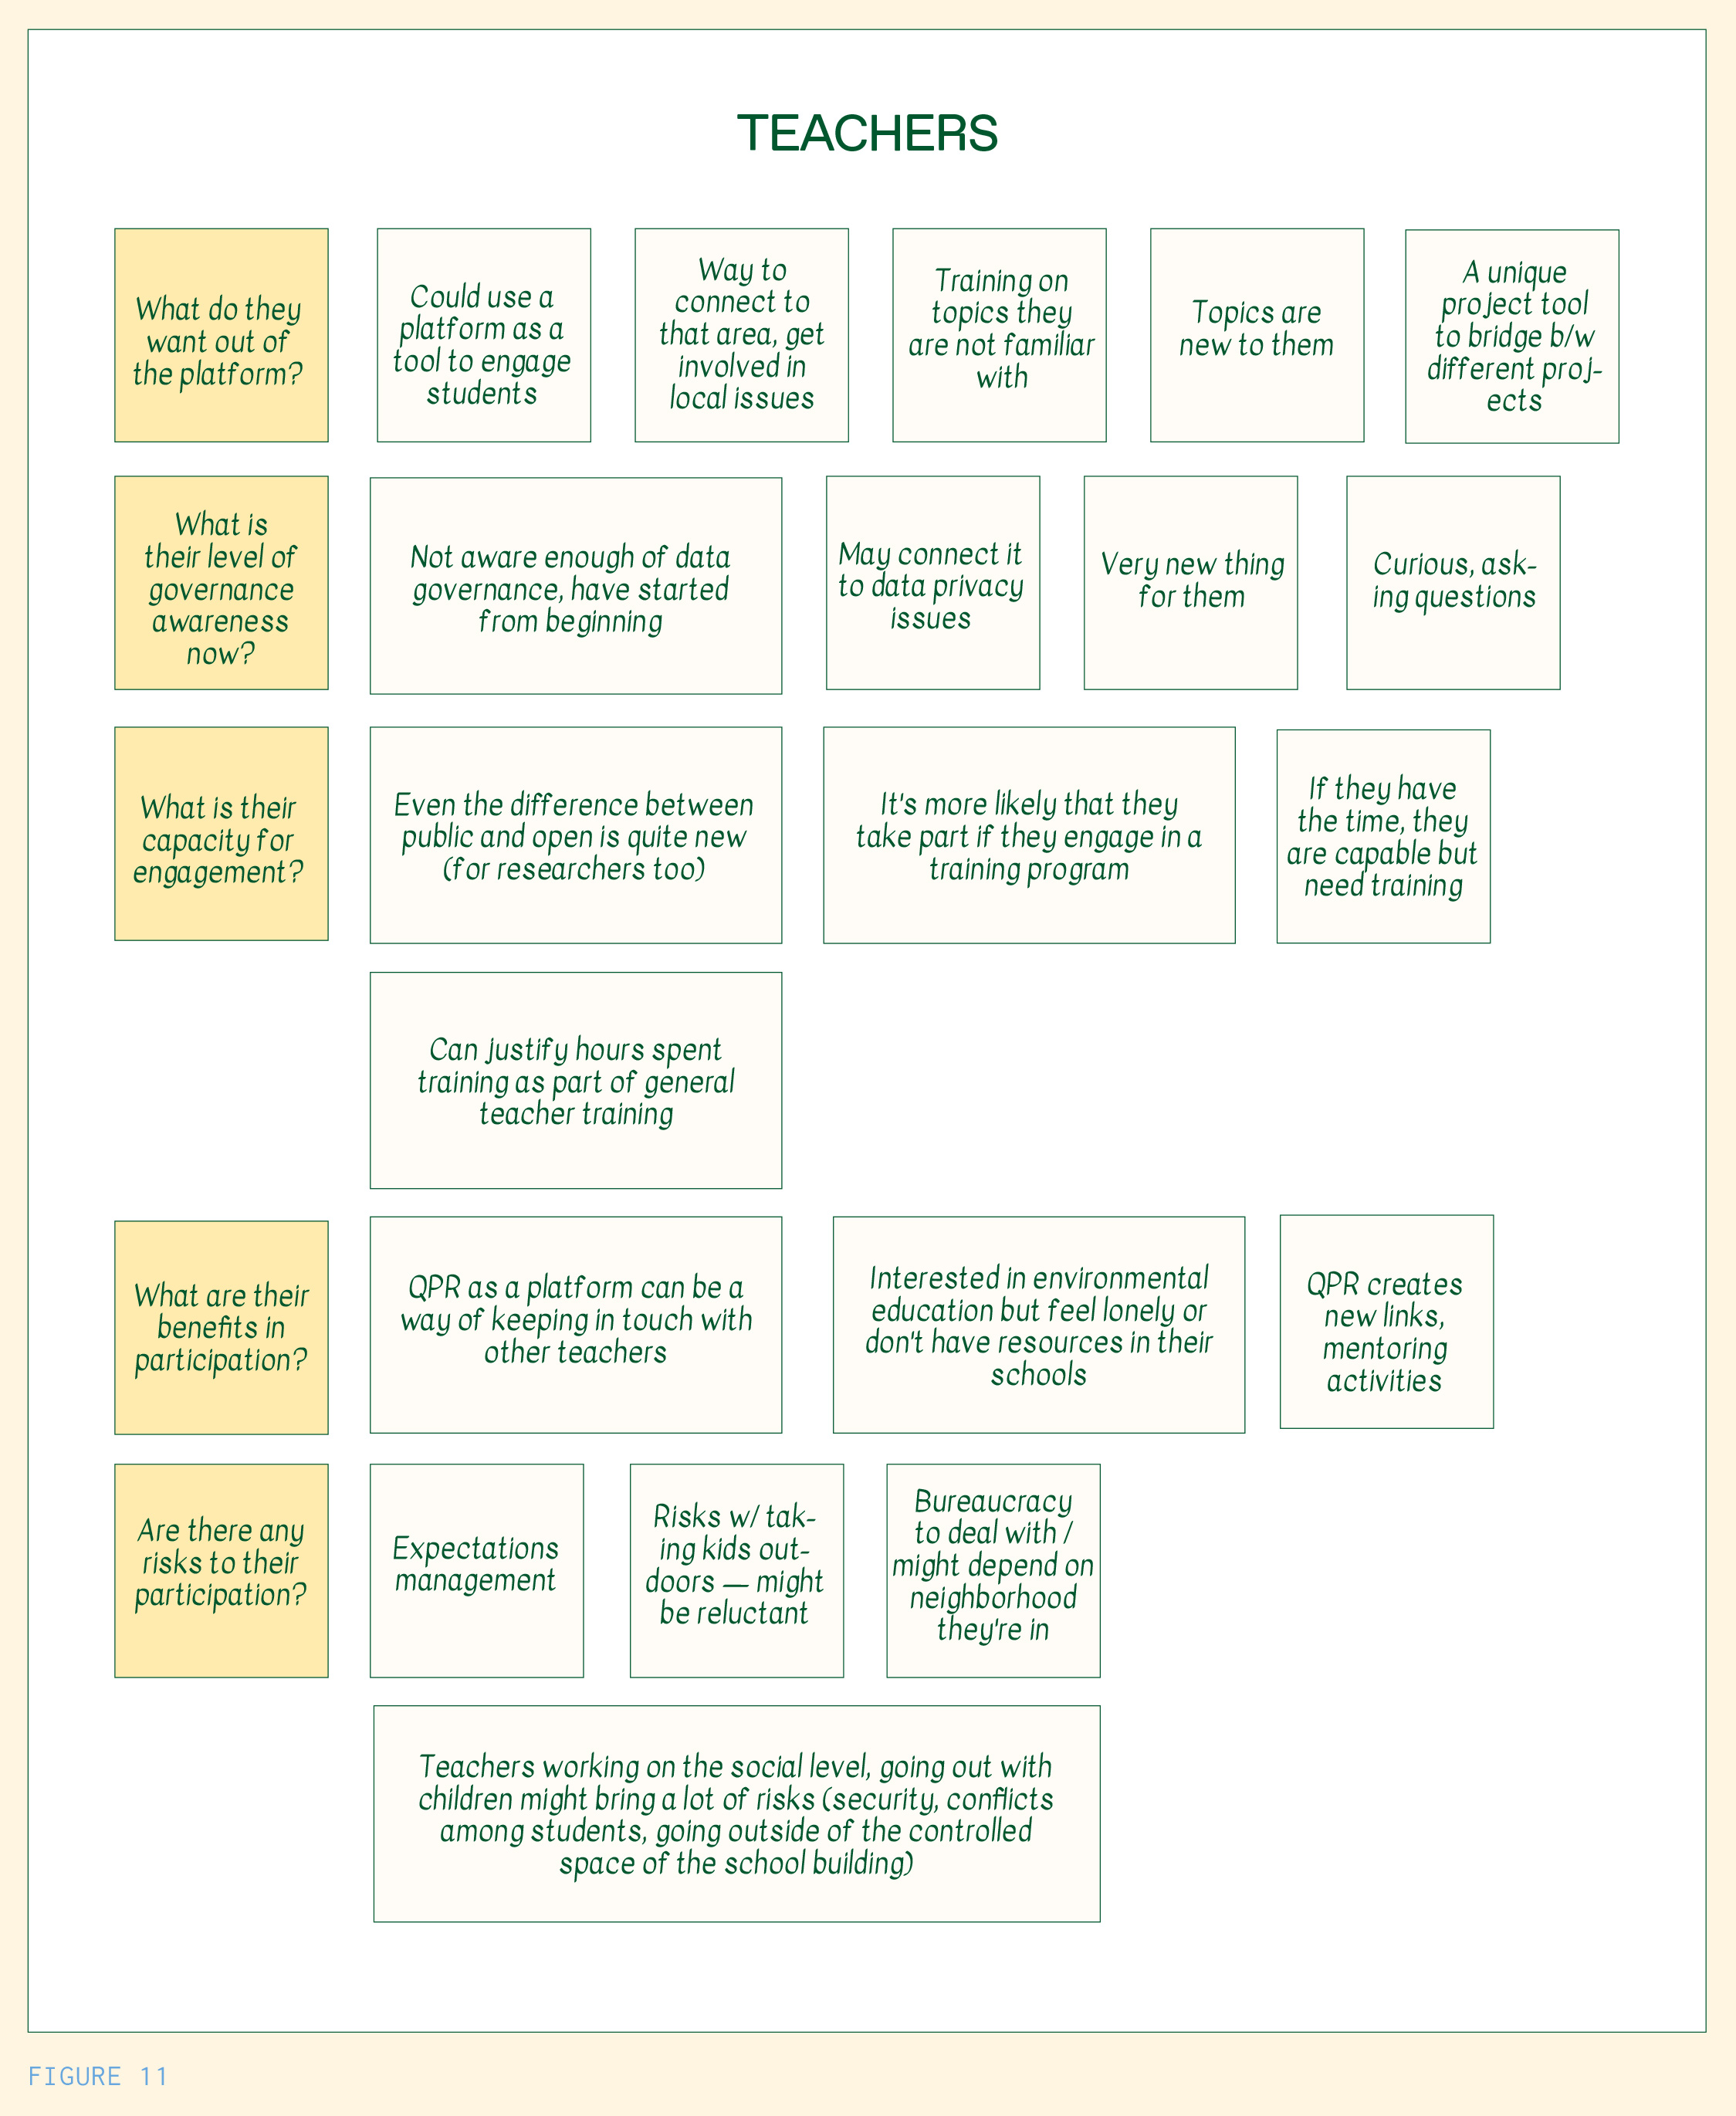 TEACHERS
What do they
want out of
the platform?
Could use a
platform as a
tool to engage
students
Way to
connect to
that area, get
involved in
local issues
Training on
topics they
are not familiar
with
Topics are
new to them
A unique
project tool
to bridge b/w
different proj-
ects
What is
their level of
governance
awareness
now?
Not aware enough of data
governance, have started
from beginning
May connect it
to data privacy
issues
Very new thing
for them
Curious, ask-
ing questions
What is their
capacity for
engagement?
Even the difference between
public and open is quite new
(for researchers too)
It's more likely that they
take part if they engage in a
training program
If they have
the time, they
are capable but
need training
Can justify hours spent
training as part of general
teacher training
What are their
benefits in
participation?
QPR as a platform can be a
way of keeping in touch with
other teachers
Interested in environmental
education but feel lonely or
don't have resources in their
schools
QPR creates
new links,
mentoring
activities
Are there any
risks to their
participation?
Expectations
management
Risks w/ tak-
ing kids out-
doors — might
be reluctant
Bureaucracy
to deal with /
might depend on
neighborhood
they're in
Teachers working on the social level, going out with
children might bring a lot of risks (security, conflicts
among students, going outside of the controlled
space of the school building)
FIGURE 11